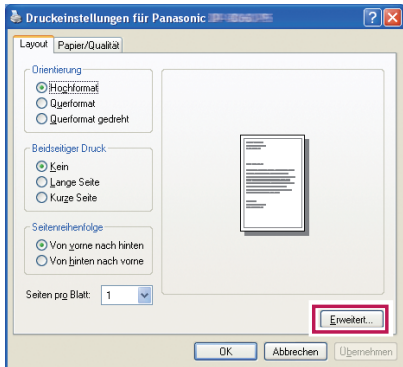 Druckeinstellungen für Panasonic
Layout Papier/Qualität
Orientierung
Hochformat
Querformat
Querformat gedreht
Beidseitiger Druck
Kein
Lange Seite
Kurze Seite
Seitenreihenfolge
Von vorne nach hinten
Von hinten nach vorne
Seiten pro Blatt: 1
Erweitert...
OK Abbrechen Übernehmen